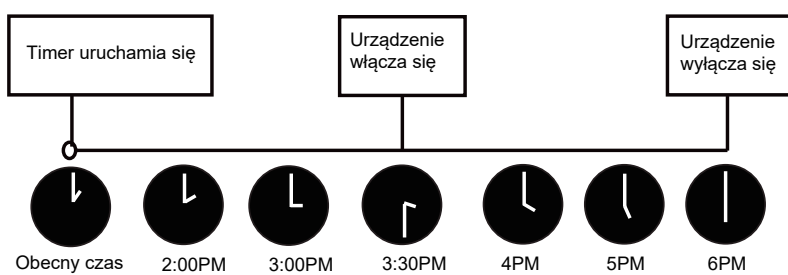 Timer uruchamia się
Urządzenie
włącza się
Urządzenie
wyłącza się
Obecny czas
2:00PM
3:00PM
3:30PM
4PM
5PM
6PM